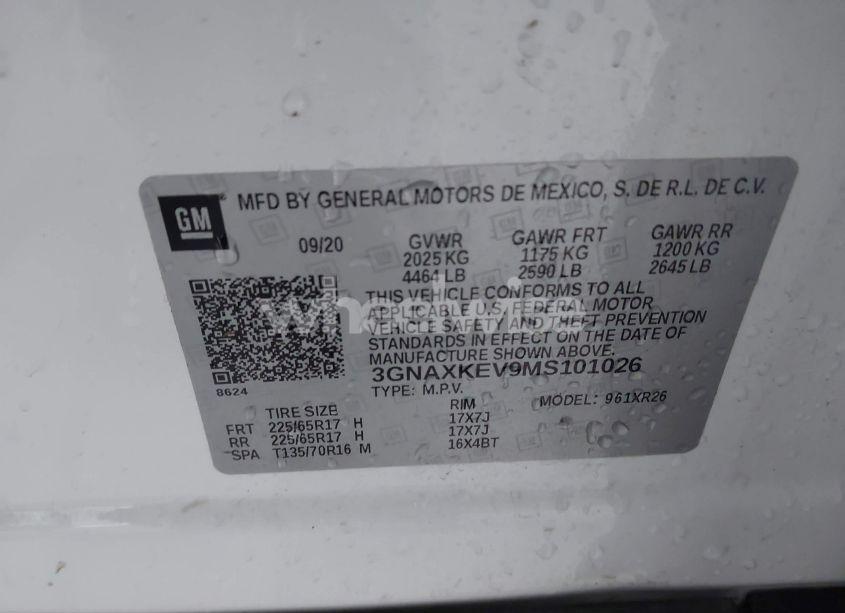 GM
MFD BY GENERAL MOTORS DE MEXICO, S. DE R.L. DE C.V.
09/20 GVWR GAWR FRT GAWR RR
2025 KG 1175 KG 1200 KG
4464 LB 2590 LB 2645 LB
THIS VEHICLE CONFORMS TO ALL
APPLICABLE U.S. FEDERAL MOTOR
VEHICLE SAFETY AND THEFT PREVENTION
STANDARDS IN EFFECT ON THE DATE OF
MANUFACTURE SHOWN ABOVE.
3GNAXKEV9MS101026
8624
TYPE: M.P.V. MODEL: 961XR26
TIRE SIZE RIM
FRT 225/65R17 H 17X7J
RR 225/65R17 H 17X7J
SPA T135/70R16 M 16X4BT